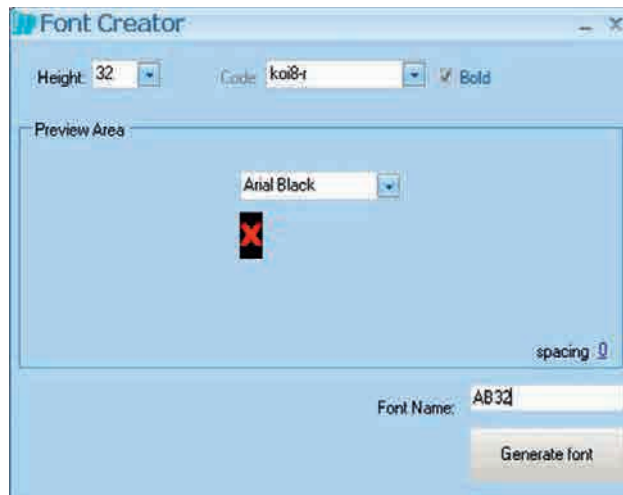 Font Creator
Height: 32 Code koi8-r Bold
Preview Area
Arial Black
X
spacing 0
Font Name: AB32
Generate font